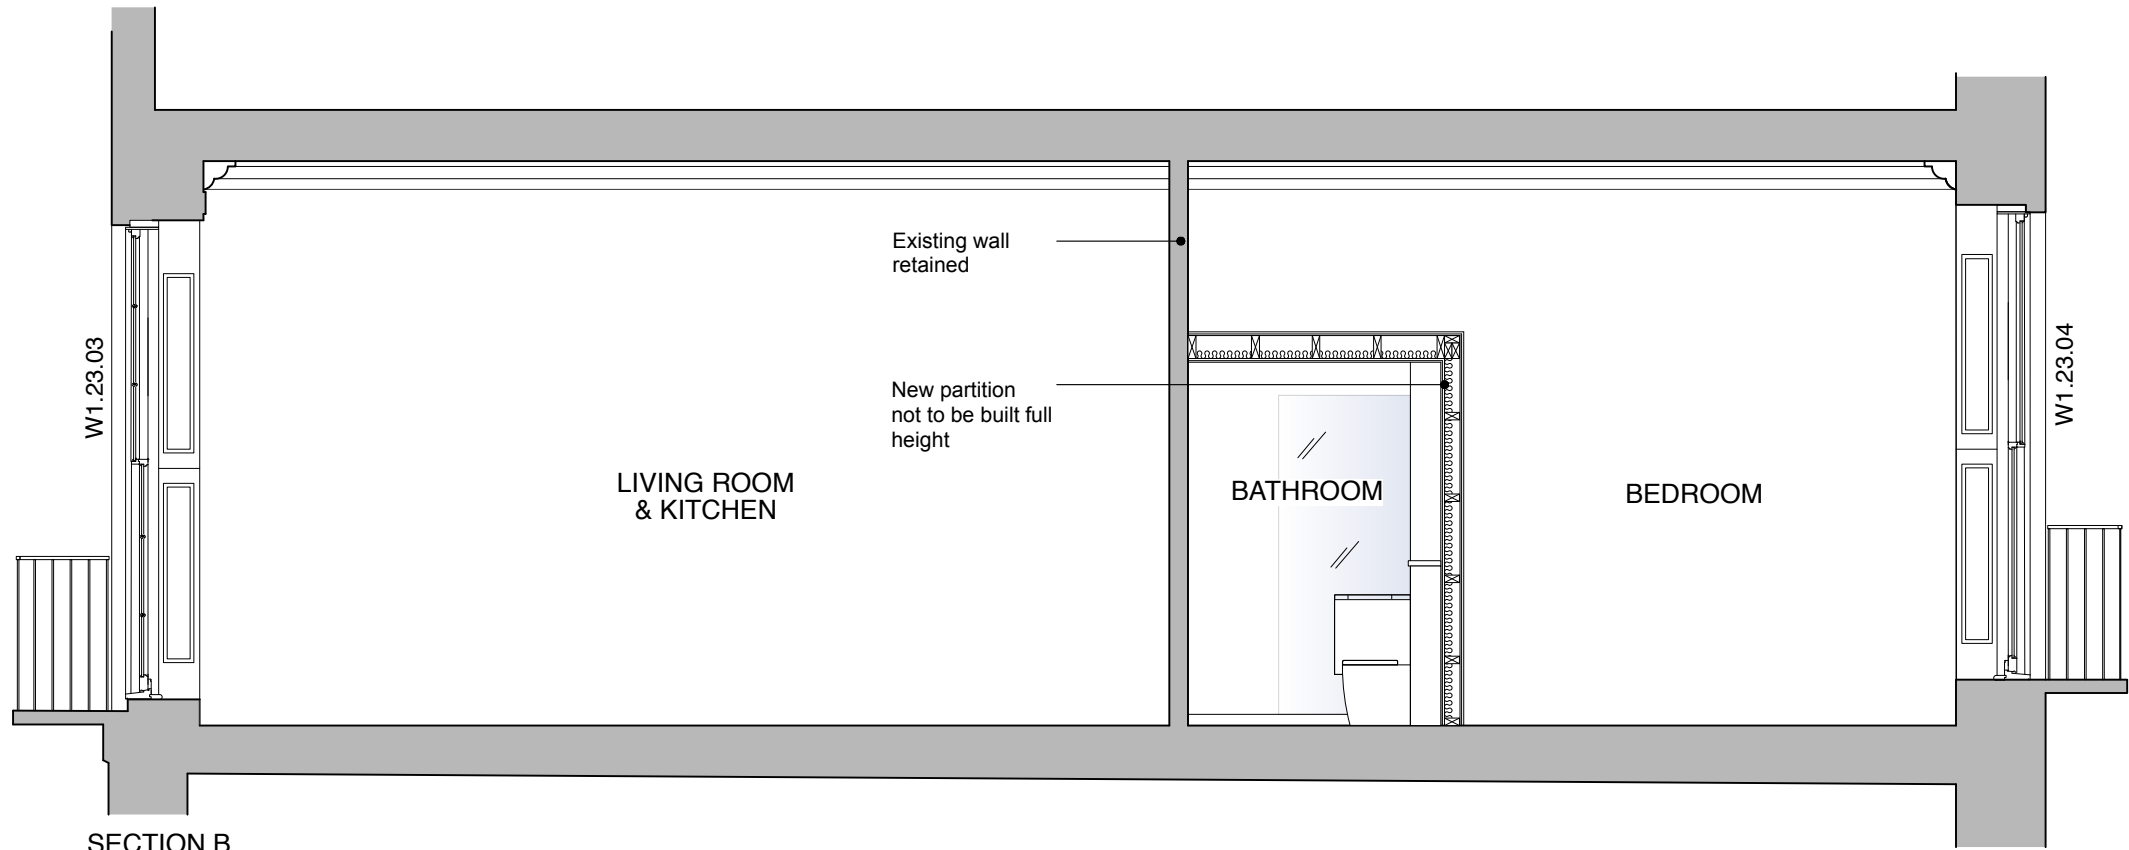 Existing wall
retained
W1.23.03
W1.23.04
New partition
not to be built full
height
LIVING ROOM
& KITCHEN
BATHROOM
BEDROOM
SECTION B